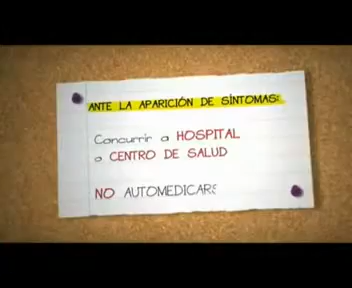 ANTE LA APARICIÓN DE SÍNTOMAS:
Concurrir a HOSPITAL
o CENTRO DE SALUD
NO AUTOMEDICARS